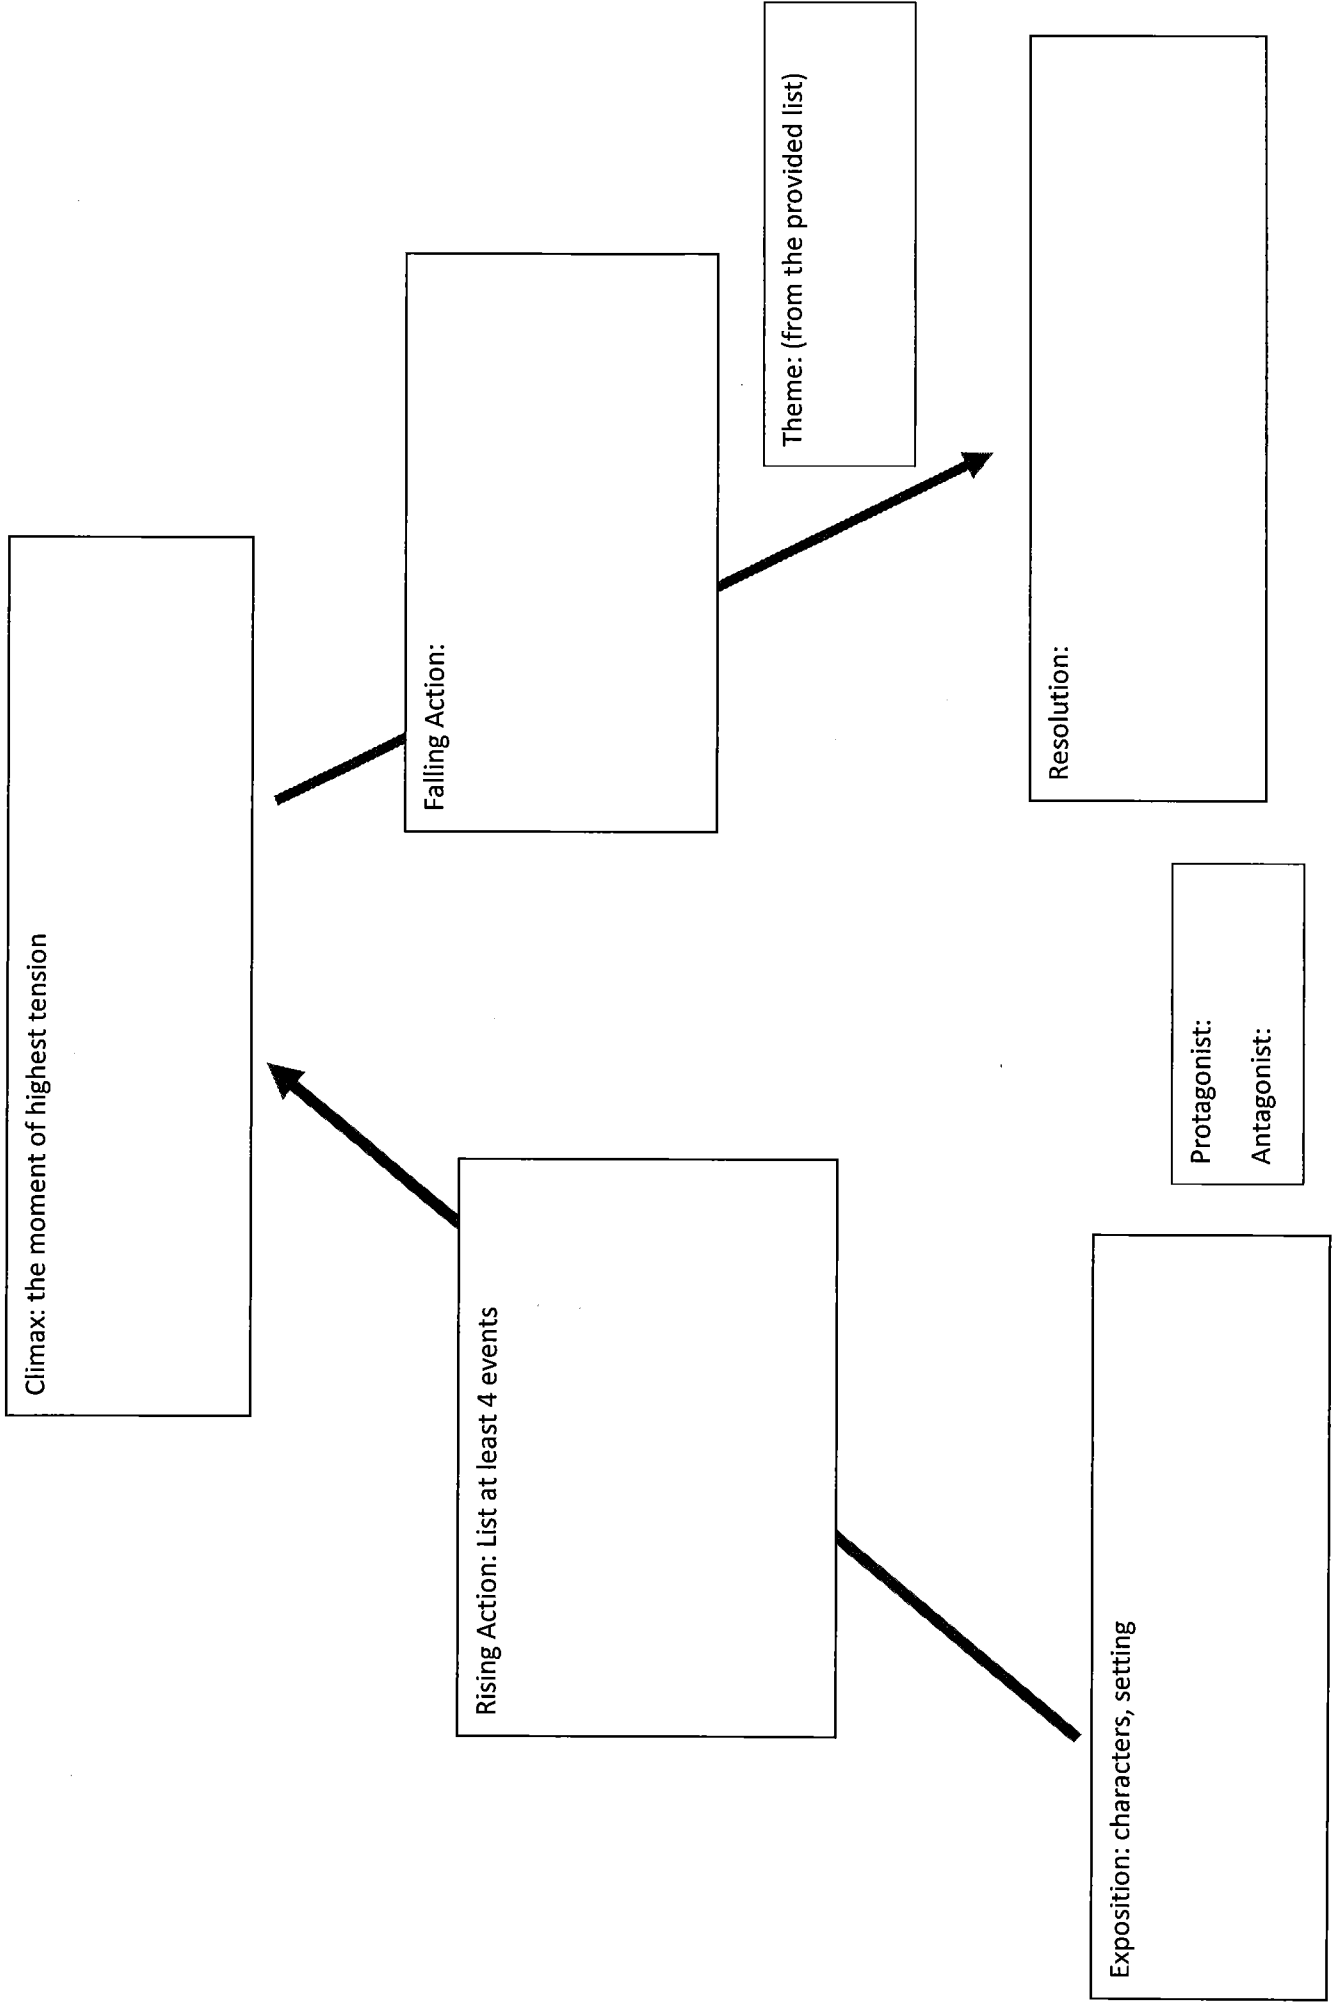 Climax: the moment of highest tension
Rising Action: List at least 4 events
Falling Action:
Theme: (from the provided list)
Exposition: characters, setting
Protagonist:
Antagonist:
Resolution: